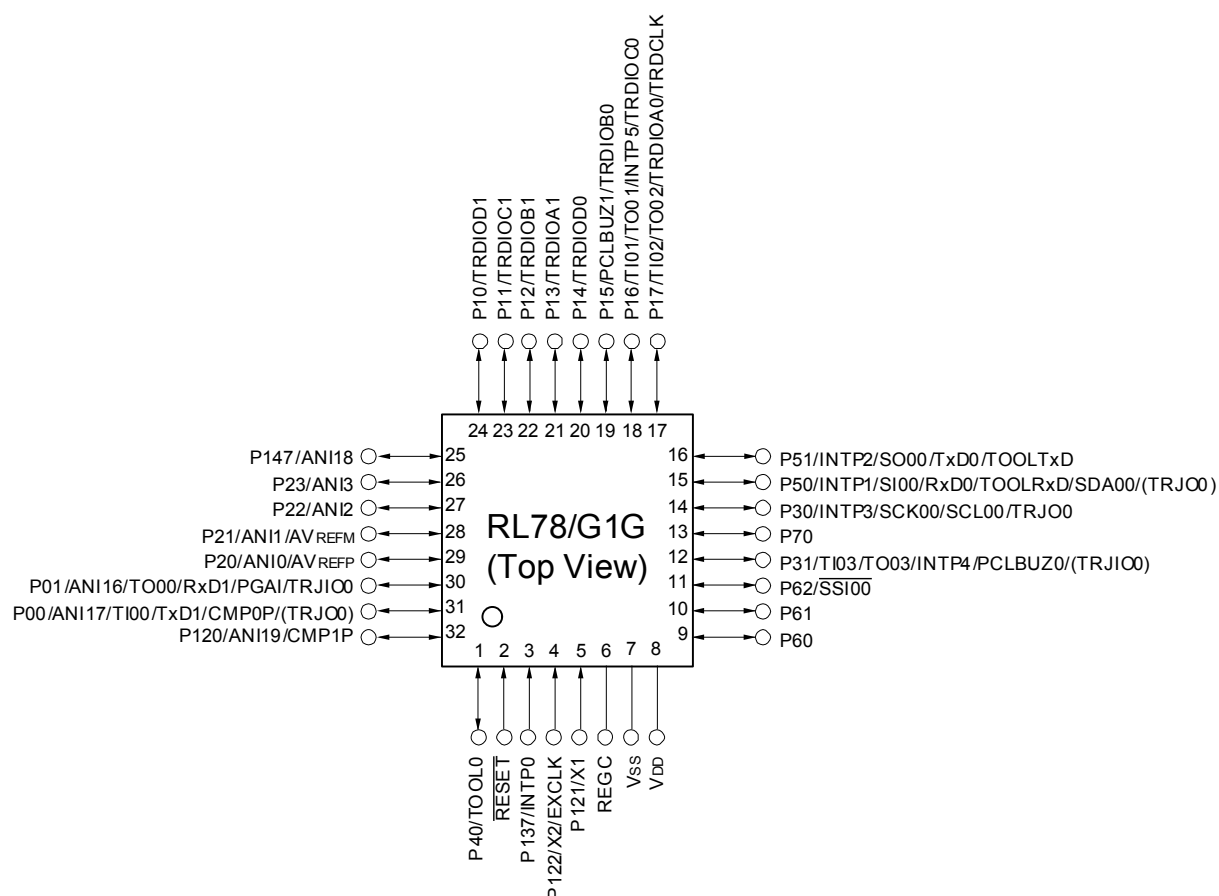 P10/TRDIOD1
P11/TRDIOC1
P12/TRDIOB1
P13/TRDIOA1
P14/TRDIOD0
P15/PCLBUZ1/TRDIOB0
P16/TI01/TO01/INTP5/TRDIOC0
P17/TI02/TO02/TRDIOA0/TRDCLK
24 23 22 21 20 19 18 17
P147/ANI18 25
P23/ANI3 26
P22/ANI2 27
P21/ANI1/AVREFM 28
P20/ANI0/AVREFP 29
P01/ANI16/TO00/RxD1/PGAI/TRJIO0 30
P00/ANI17/TI00/TxD1/CMP0P/(TRJO0) 31
P120/ANI19/CMP1P 32
RL78/G1G
(Top View)
16 P51/INTP2/SO00/TxD0/TOOLTxD
15 P50/INTP1/SI00/RxD0/TOOLRxD/SDA00/(TRJO0)
14 P30/INTP3/SCK00/SCL00/TRJO0
13 P70
12 P31/TI03/TO03/INTP4/PCLBUZ0/(TRJIO0)
11 P62/SSI00
10 P61
9 P60
1 2 3 4 5 6 7 8
P40/TOOL0
RESET
P137/INTP0
P122/X2/EXCLK
P121/X1
REGC
VSS
VDD